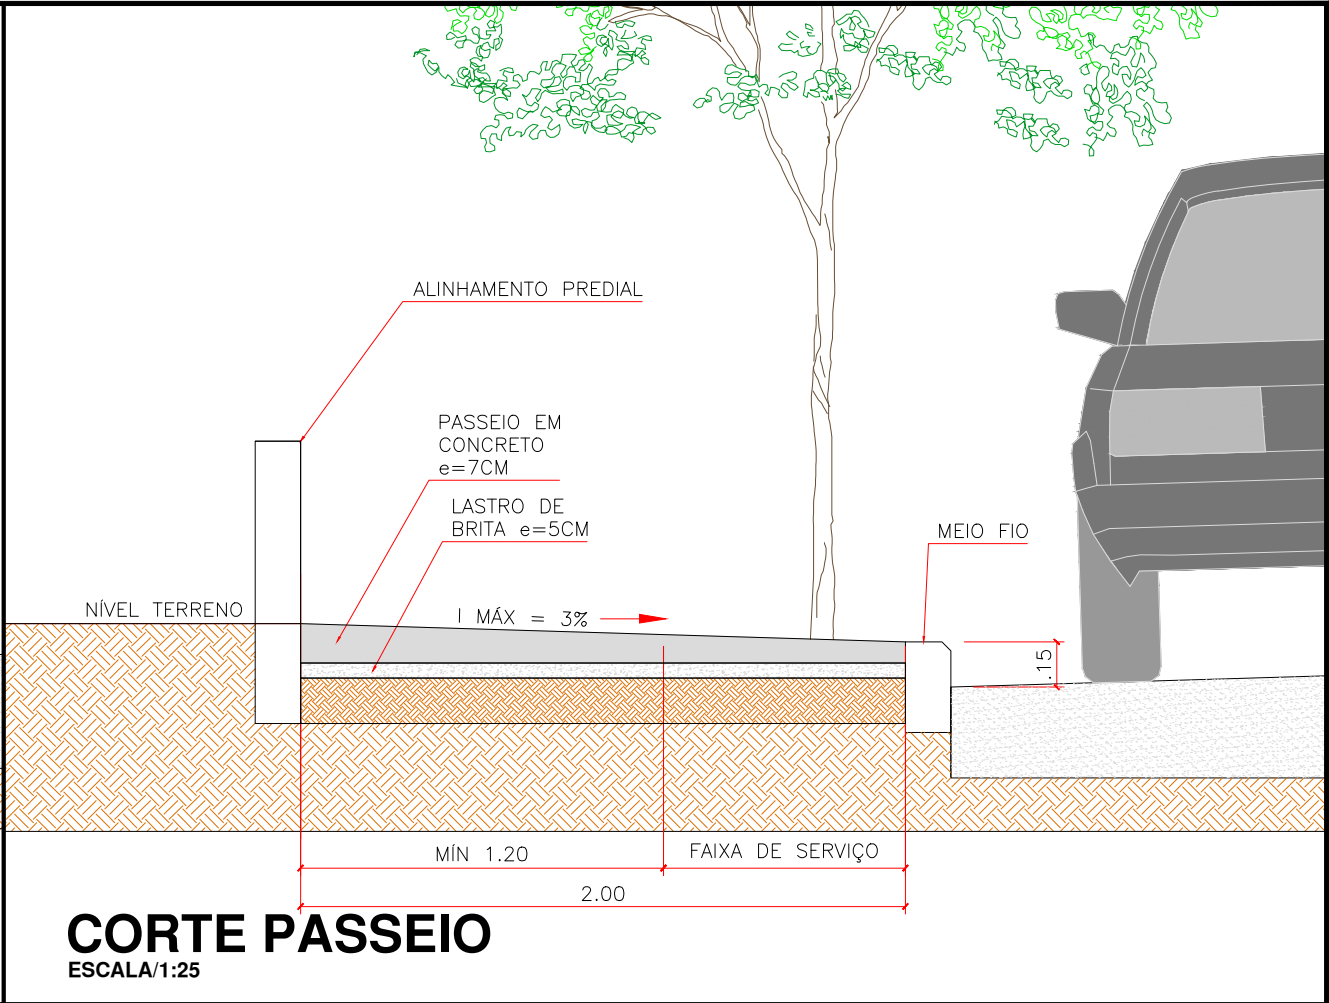 ALINHAMENTO PREDIAL
PASSEIO EM
CONCRETO
e=7CM
LASTRO DE
BRITA e=5CM
MEIO FIO
NÍVEL TERRENO
I MÁX = 3%
.15
MÍN 1.20
FAIXA DE SERVIÇO
2.00
CORTE PASSEIO
ESCALA/1:25